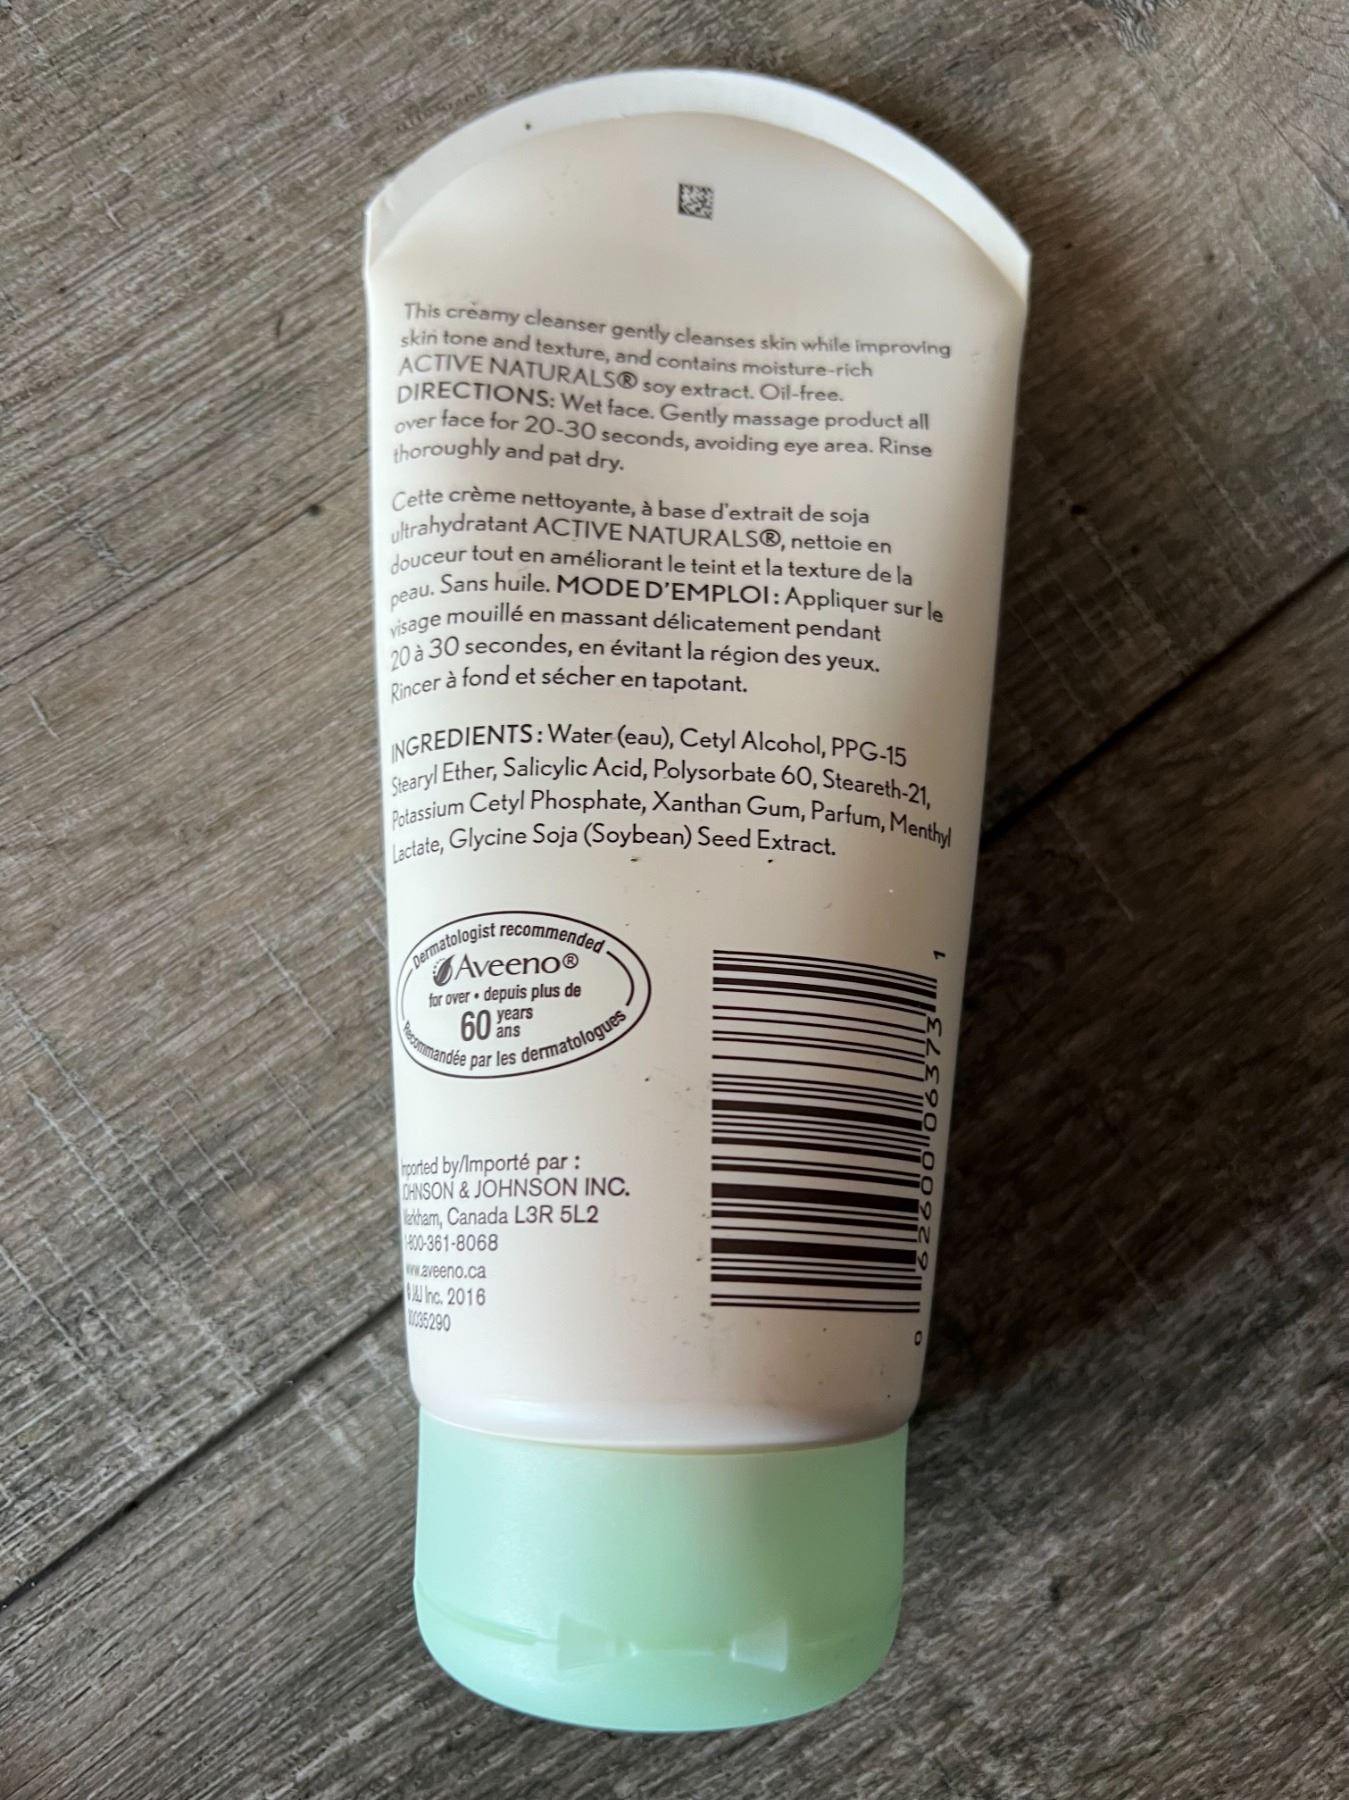 This creamy cleanser gently cleanses skin while improving
skin tone and texture, and contains moisture-rich
ACTIVE NATURALS® soy extract. Oil-free.
DIRECTIONS: Wet face. Gently massage product all
over face for 20-30 seconds, avoiding eye area. Rinse
thoroughly and pat dry.
Cette crème nettoyante, à base d'extrait de soja
ultrahydratant ACTIVE NATURALS®, nettoie en
douceur tout en améliorant le teint et la texture de la
peau. Sans huile. MODE D'EMPLOI : Appliquer sur le
visage mouillé en massant délicatement pendant
20 à 30 secondes, en évitant la région des yeux.
Rincer à fond et sécher en tapotant.
INGREDIENTS : Water (eau), Cetyl Alcohol, PPG-15
Stearyl Ether, Salicylic Acid, Polysorbate 60, Steareth-21,
Potassium Cetyl Phosphate, Xanthan Gum, Parfum, Menthyl
Lactate, Glycine Soja (Soybean) Seed Extract.
Dermatologist recommended
Aveeno®
for over • depuis plus de
60 years
ans
Recommandée par les dermatologues
Imported by/Importé par :
JOHNSON & JOHNSON INC.
Markham, Canada L3R 5L2
1-800-361-8068
www.aveeno.ca
© J&J Inc. 2016
0 62600 06373 1